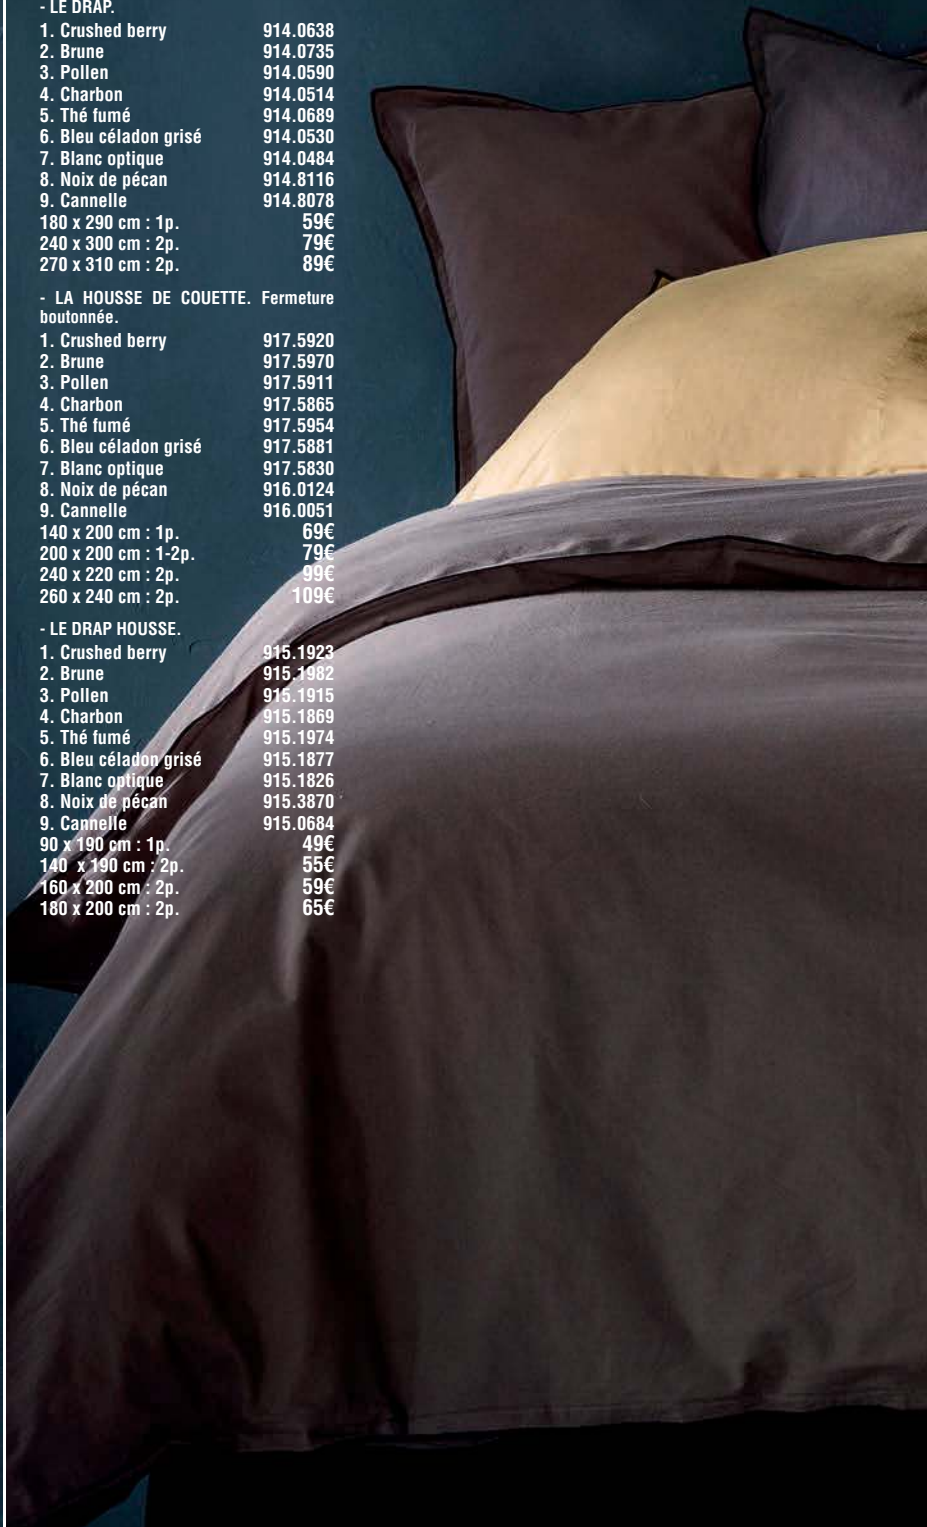 - LE DRAP.
1. Crushed berry 914.0638
2. Brune 914.0735
3. Pollen 914.0590
4. Charbon 914.0514
5. Thé fumé 914.0689
6. Bleu céladon grisé 914.0530
7. Blanc optique 914.0484
8. Noix de pécan 914.8116
9. Cannelle 914.8078
180 x 290 cm : 1p. 59€
240 x 300 cm : 2p. 79€
270 x 310 cm : 2p. 89€
- LA HOUSSE DE COUETTE. Fermeture
boutonnée.
1. Crushed berry 917.5920
2. Brune 917.5970
3. Pollen 917.5911
4. Charbon 917.5865
5. Thé fumé 917.5954
6. Bleu céladon grisé 917.5881
7. Blanc optique 917.5830
8. Noix de pécan 916.0124
9. Cannelle 916.0051
140 x 200 cm : 1p. 69€
200 x 200 cm : 1-2p. 79€
240 x 220 cm : 2p. 99€
260 x 240 cm : 2p. 109€
- LE DRAP HOUSSE.
1. Crushed berry 915.1923
2. Brune 915.1982
3. Pollen 915.1915
4. Charbon 915.1869
5. Thé fumé 915.1974
6. Bleu céladon grisé 915.1877
7. Blanc optique 915.1826
8. Noix de pécan 915.3870
9. Cannelle 915.0684
90 x 190 cm : 1p. 49€
140 x 190 cm : 2p. 55€
160 x 200 cm : 2p. 59€
180 x 200 cm : 2p. 65€